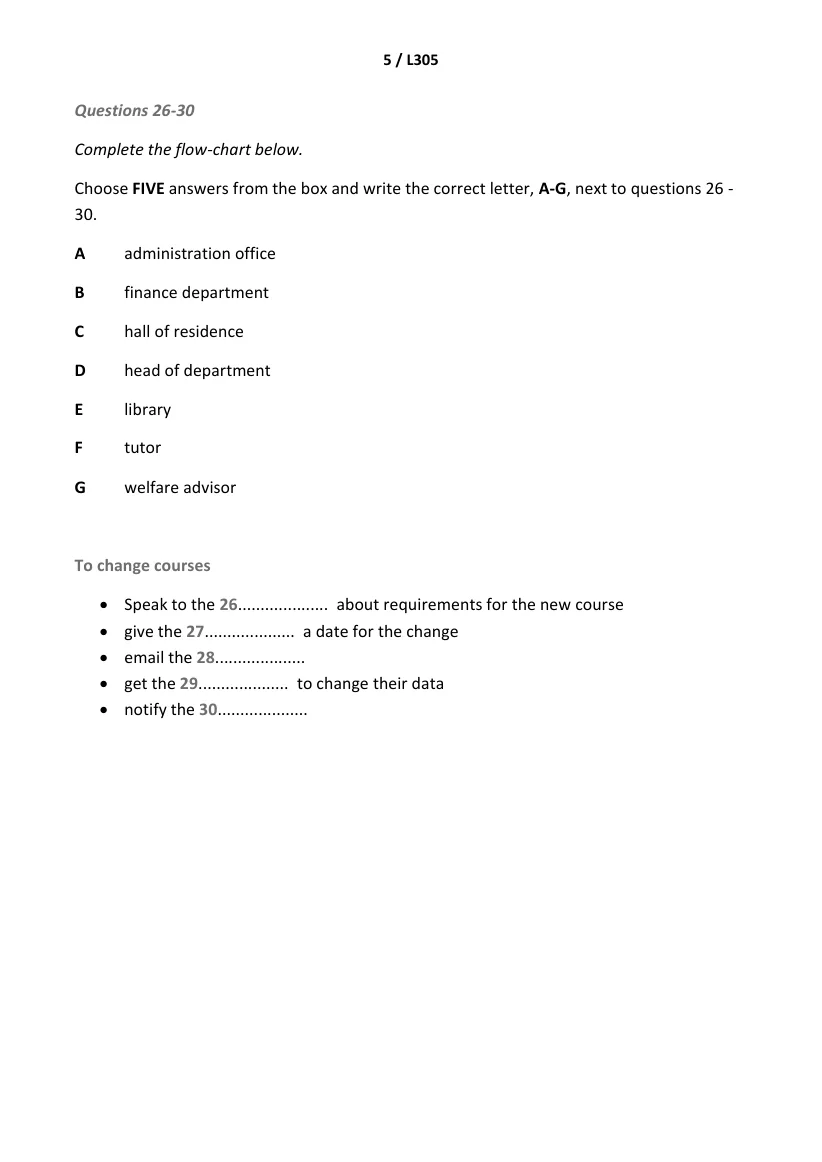 5 / L305
Questions 26-30
Complete the flow-chart below.
Choose FIVE answers from the box and write the correct letter, A-G, next to questions 26 -
30.
A administration office
B finance department
C hall of residence
D head of department
E library
F tutor
G welfare advisor
To change courses
• Speak to the 26.................... about requirements for the new course
• give the 27.................... a date for the change
• email the 28....................
• get the 29.................... to change their data
• notify the 30....................